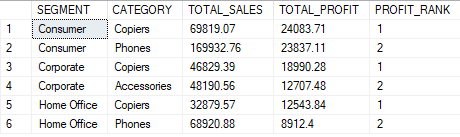 SEGMENT CATEGORY TOTAL_SALES TOTAL_PROFIT PROFIT_RANK
1 Consumer Copiers 69819.07 24083.71 1
2 Consumer Phones 169932.76 23837.11 2
3 Corporate Copiers 46829.39 18990.28 1
4 Corporate Accessories 48190.56 12707.48 2
5 Home Office Copiers 32879.57 12543.84 1
6 Home Office Phones 68920.88 8912.4 2